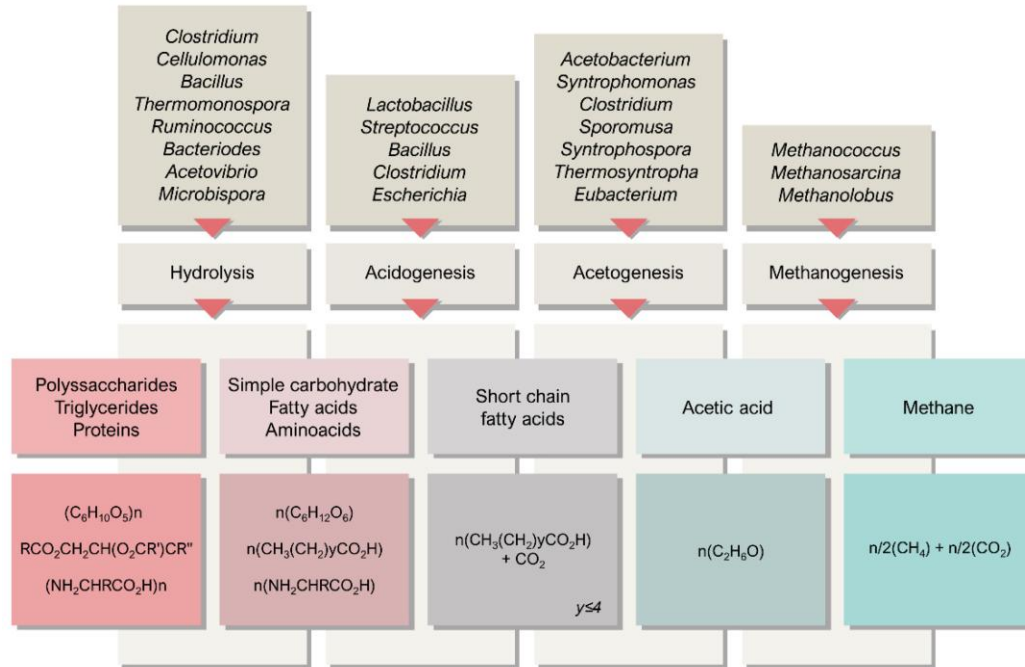 Clostridium
Cellulomonas
Bacillus
Thermomonospora
Ruminococcus
Bacteriodes
Acetovibrio
Microbispora
Lactobacillus
Streptococcus
Bacillus
Clostridium
Escherichia
Acetobacterium
Syntrophomonas
Clostridium
Sporomusa
Syntrophospora
Thermosyntropha
Eubacterium
Methanococcus
Methanosarcina
Methanolobus
Hydrolysis
Acidogenesis
Acetogenesis
Methanogenesis
Polyssaccharides
Triglycerides
Proteins
Simple carbohydrate
Fatty acids
Aminoacids
Short chain
fatty acids
Acetic acid
Methane
(C₆H₁₀O₅)n
RCO₂CH₂CH(O₂CR')CR"
(NH₂CHRCO₂H)n
n(C₆H₁₂O₆)
n(CH₃(CH₂)yCO₂H)
n(NH₂CHRCO₂H)
n(CH₃(CH₂)yCO₂H)
+ CO₂
y≤4
n(C₂H₆O)
n/2(CH₄) + n/2(CO₂)